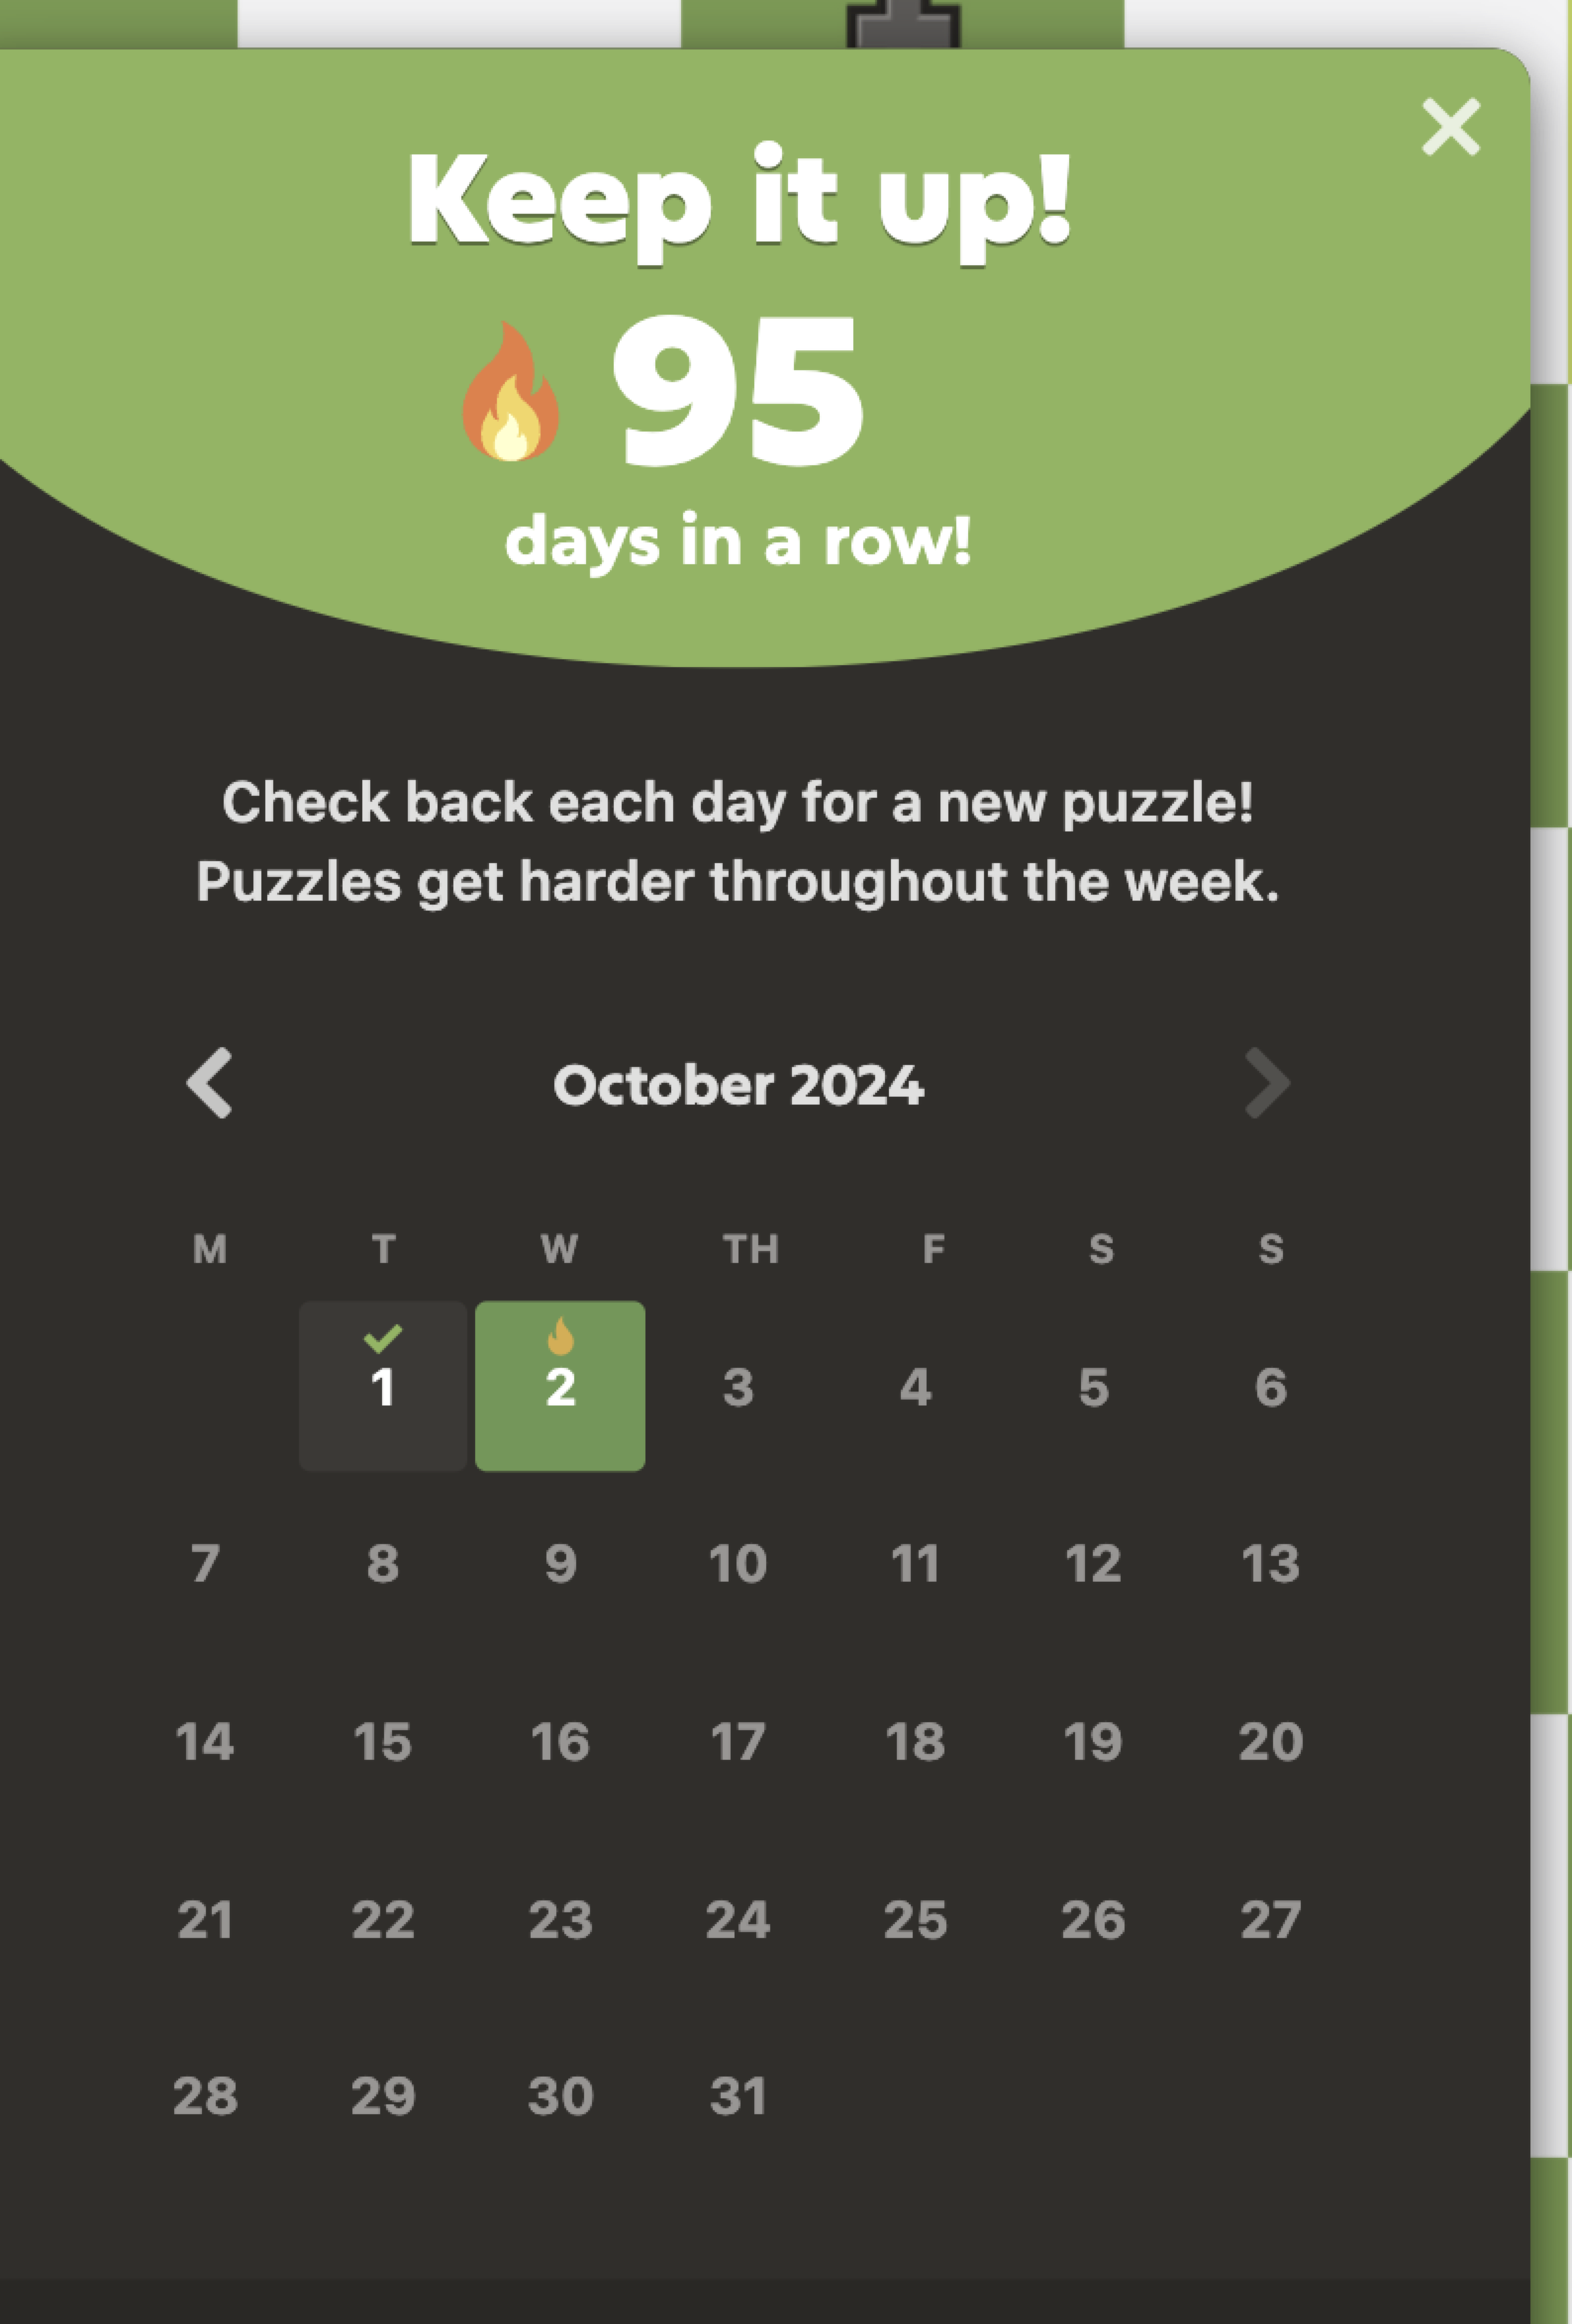 Keep it up!
95
days in a row!
Check back each day for a new puzzle!
Puzzles get harder throughout the week.
October 2024
M T W TH F S S
1 2 3 4 5 6
7 8 9 10 11 12 13
14 15 16 17 18 19 20
21 22 23 24 25 26 27
28 29 30 31